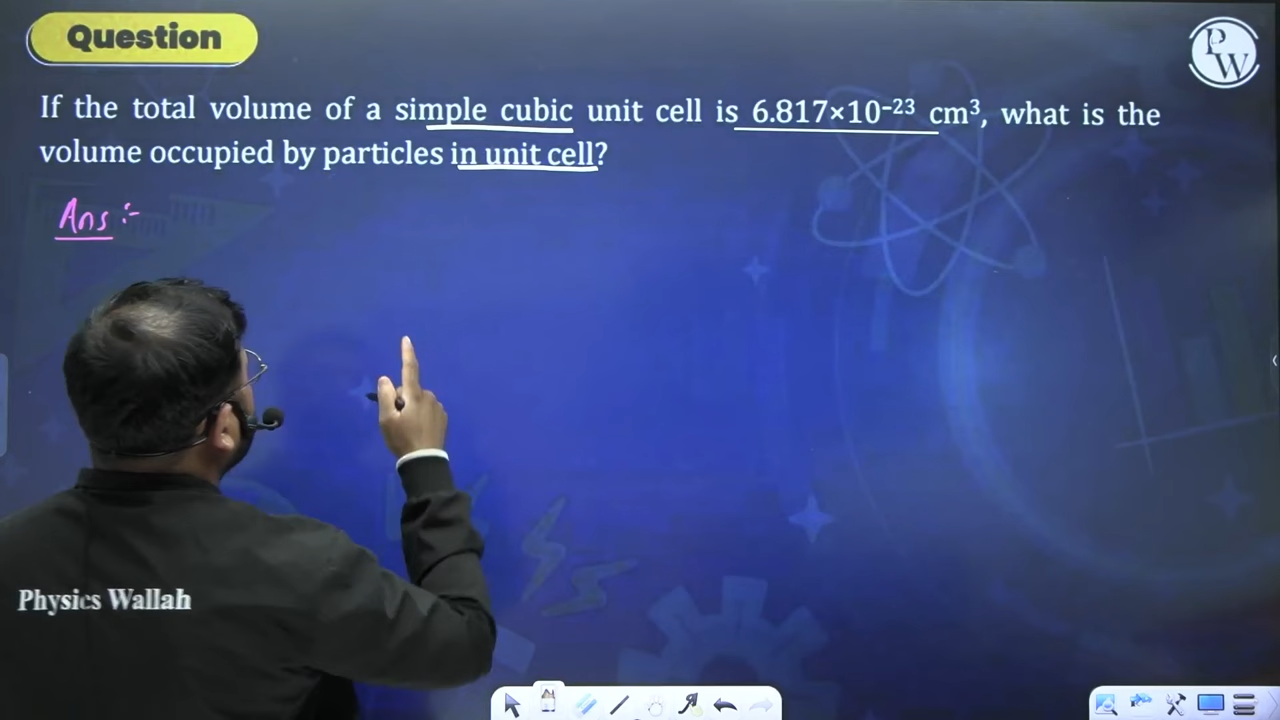 Question
PW
If the total volume of a simple cubic unit cell is 6.817×10⁻²³ cm³, what is the
volume occupied by particles in unit cell?
Ans :-
Physics Wallah